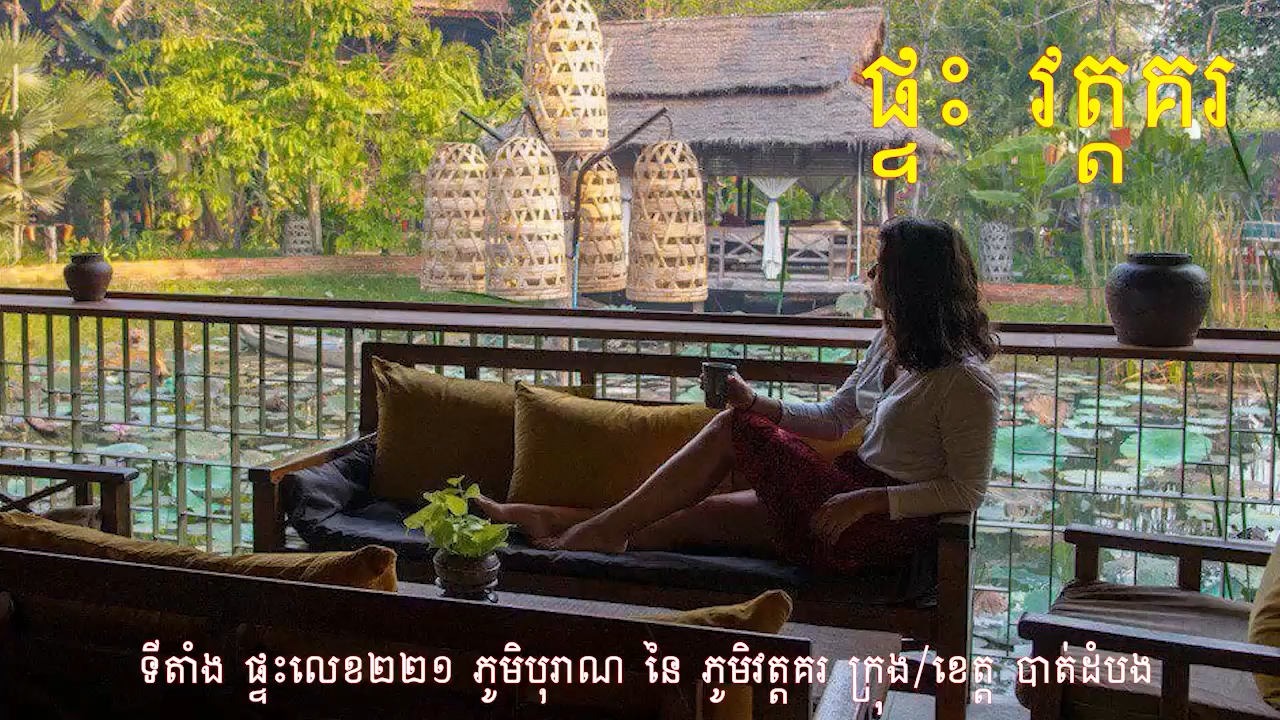 ផ្ទះ វត្តគរ
ទីតាំង ផ្ទះលេខ២២១ ភូមិបុរាណ នៃ ភូមិវត្តគរ ក្រុង/ខេត្ត បាត់ដំបង